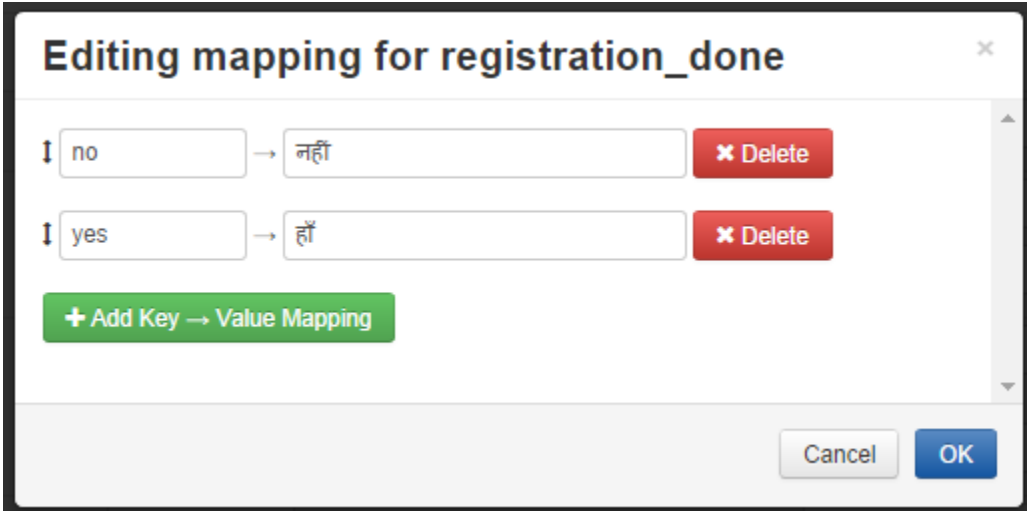 Editing mapping for registration_done ×
no → नहीं ✖ Delete
yes → हाँ ✖ Delete
✚ Add Key → Value Mapping
Cancel OK